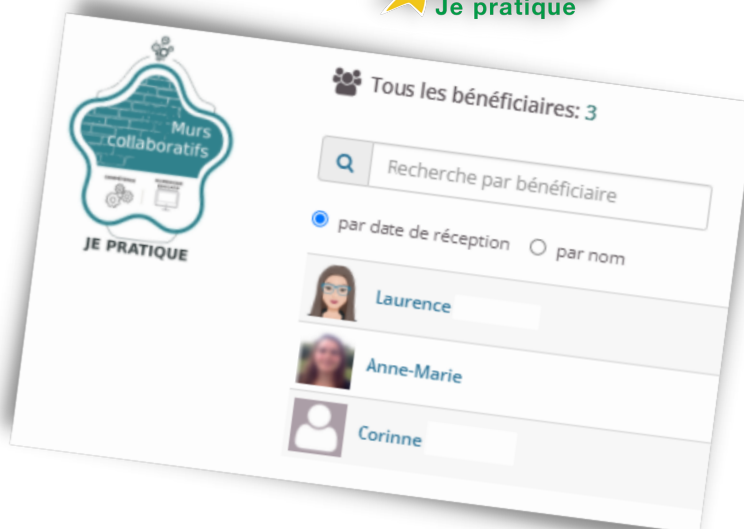 Je pratique
Murs
collaboratifs
JE PRATIQUE
Tous les bénéficiaires: 3
Recherche par bénéficiaire
par date de réception par nom
Laurence
Anne-Marie
Corinne